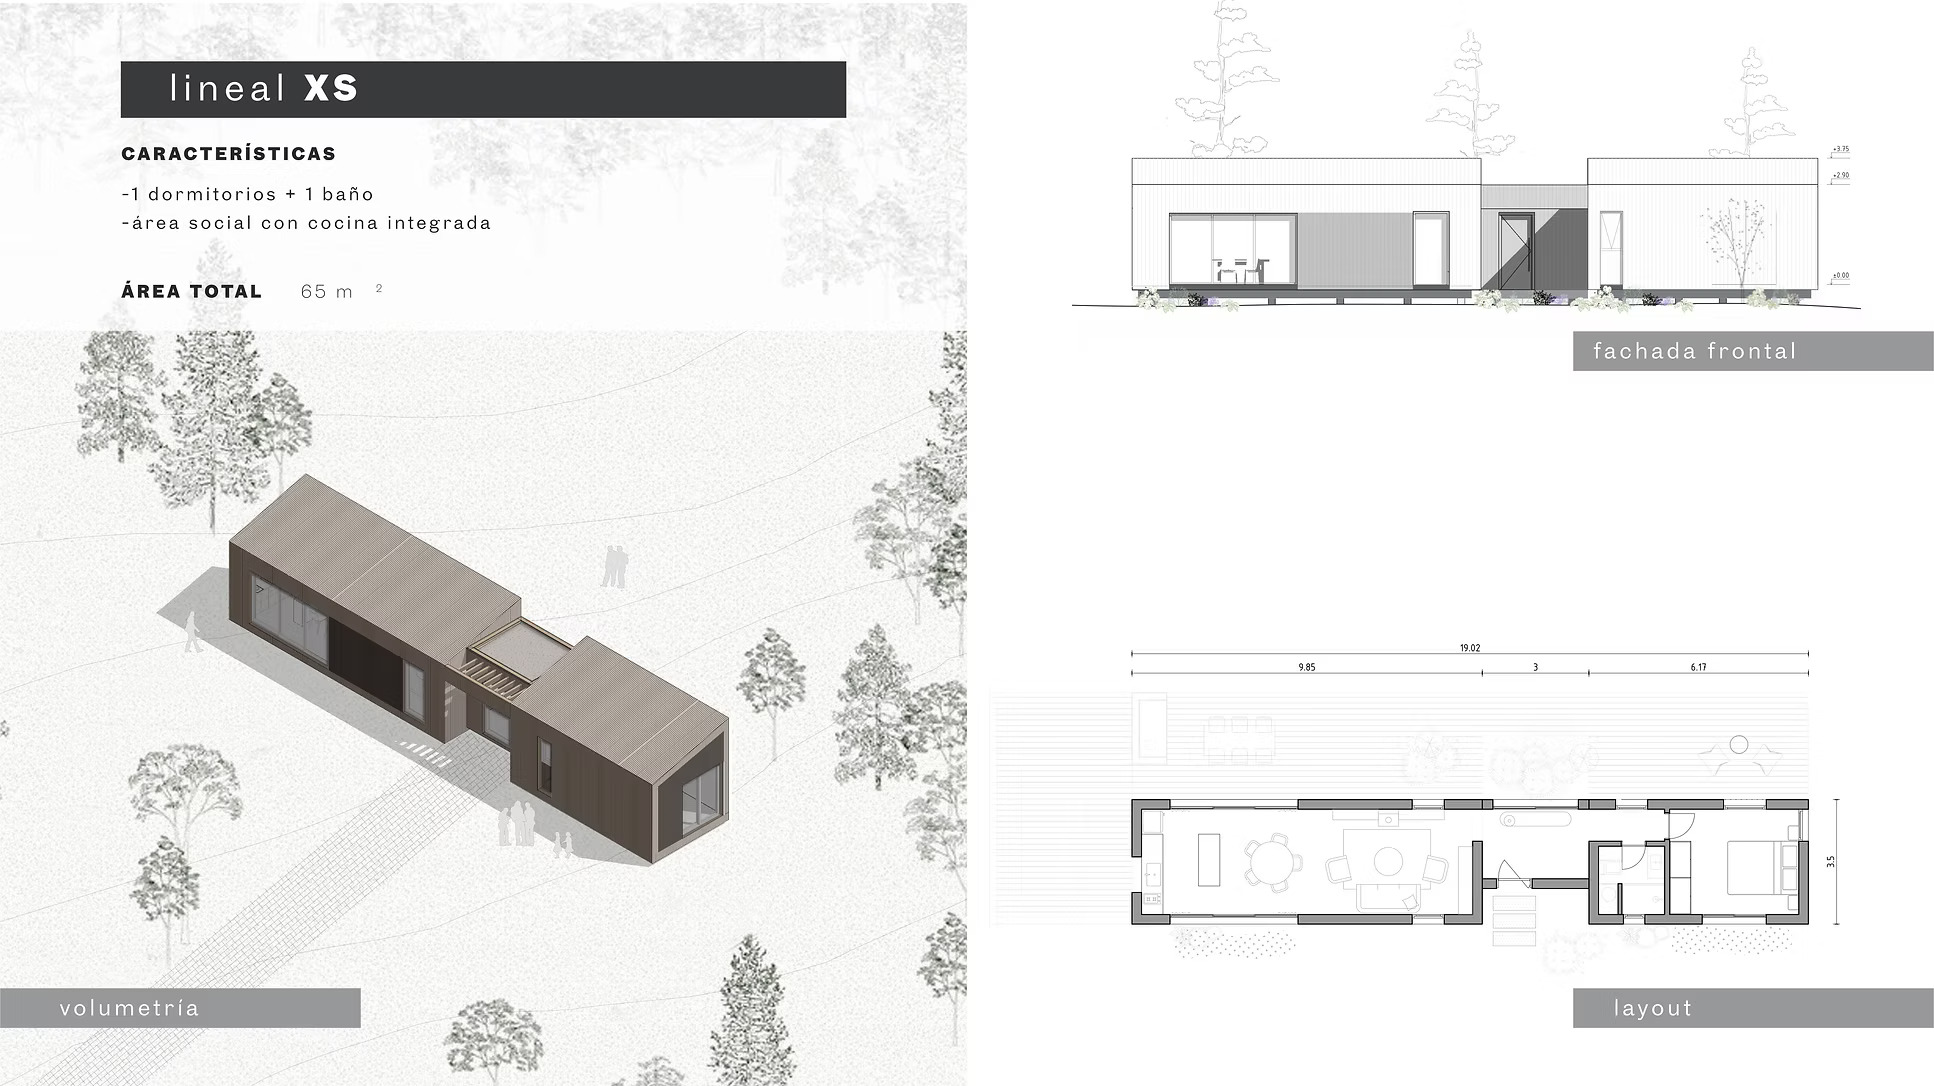 lineal XS
CARACTERÍSTICAS
-1 dormitorios + 1 baño
-área social con cocina integrada
ÁREA TOTAL 65 m ²
volumetría
+3.75
+2.90
±0.00
fachada frontal
19.02
9.85 3 6.17
3.5
layout